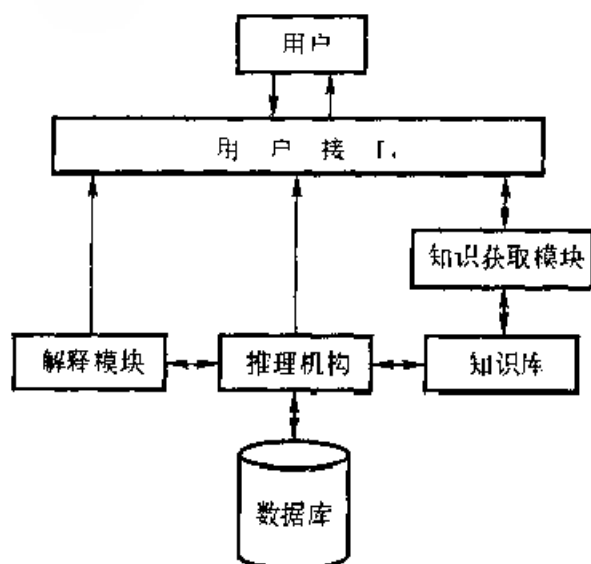 用户
用户接口
知识获取模块
解释模块
推理机构
知识库
数据库